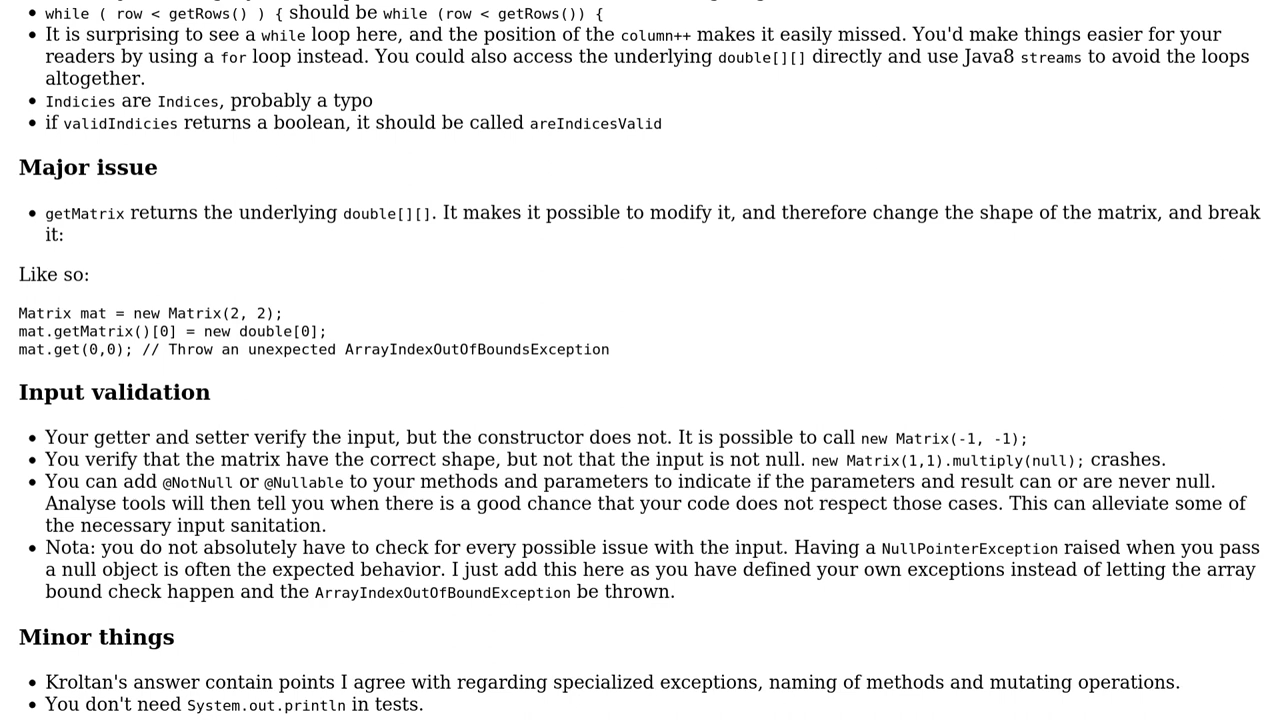 while ( row < getRows() ) { should be while (row < getRows()) {
It is surprising to see a while loop here, and the position of the column++ makes it easily missed. You'd make things easier for your
readers by using a for loop instead. You could also access the underlying double[][] directly and use Java8 streams to avoid the loops
altogether.
Indicies are Indices, probably a typo
if validIndicies returns a boolean, it should be called areIndicesValid
Major issue
getMatrix returns the underlying double[][]. It makes it possible to modify it, and therefore change the shape of the matrix, and break
it:
Like so:
Matrix mat = new Matrix(2, 2);
mat.getMatrix()[0] = new double[0];
mat.get(0,0); // Throw an unexpected ArrayIndexOutOfBoundsException
Input validation
Your getter and setter verify the input, but the constructor does not. It is possible to call new Matrix(-1, -1);
You verify that the matrix have the correct shape, but not that the input is not null. new Matrix(1,1).multiply(null); crashes.
You can add @NotNull or @Nullable to your methods and parameters to indicate if the parameters and result can or are never null.
Analyse tools will then tell you when there is a good chance that your code does not respect those cases. This can alleviate some of
the necessary input sanitation.
Nota: you do not absolutely have to check for every possible issue with the input. Having a NullPointerException raised when you pass
a null object is often the expected behavior. I just add this here as you have defined your own exceptions instead of letting the array
bound check happen and the ArrayIndexOutOfBoundException be thrown.
Minor things
Kroltan's answer contain points I agree with regarding specialized exceptions, naming of methods and mutating operations.
You don't need System.out.println in tests.